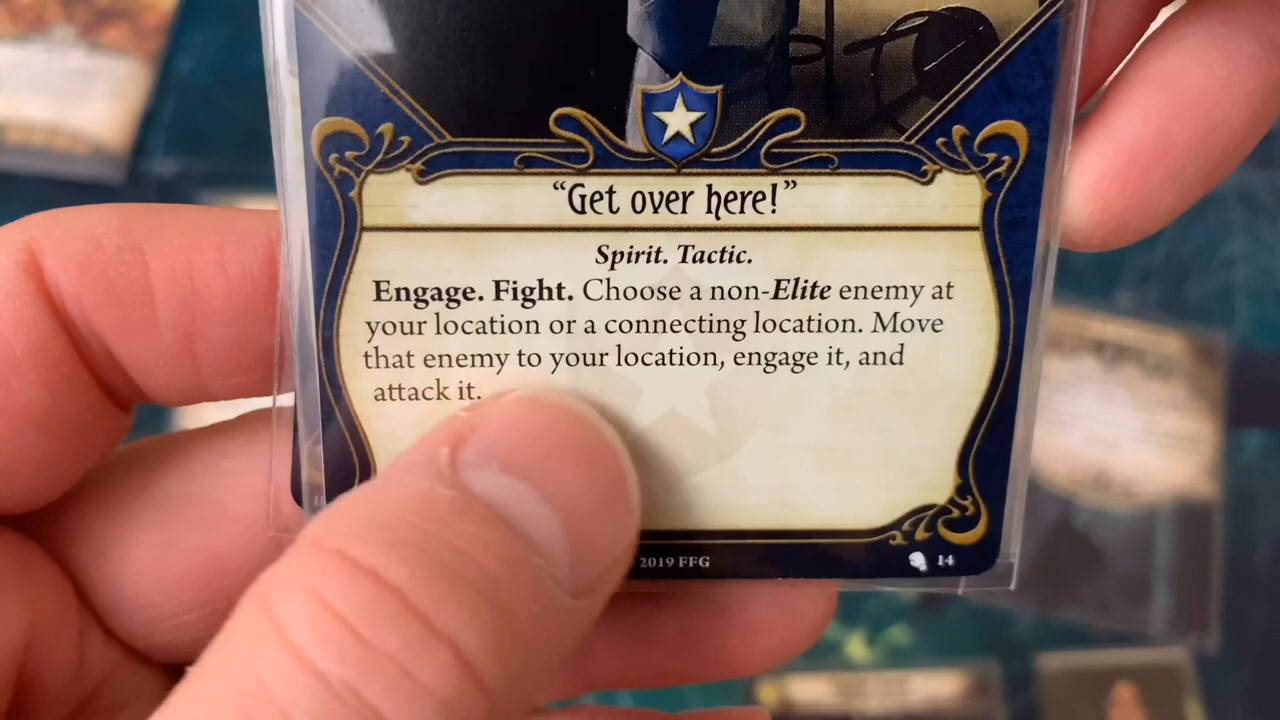 “Get over here!”
Spirit. Tactic.
Engage. Fight. Choose a non-Elite enemy at
your location or a connecting location. Move
that enemy to your location, engage it, and
attack it.
2019 FFG
14